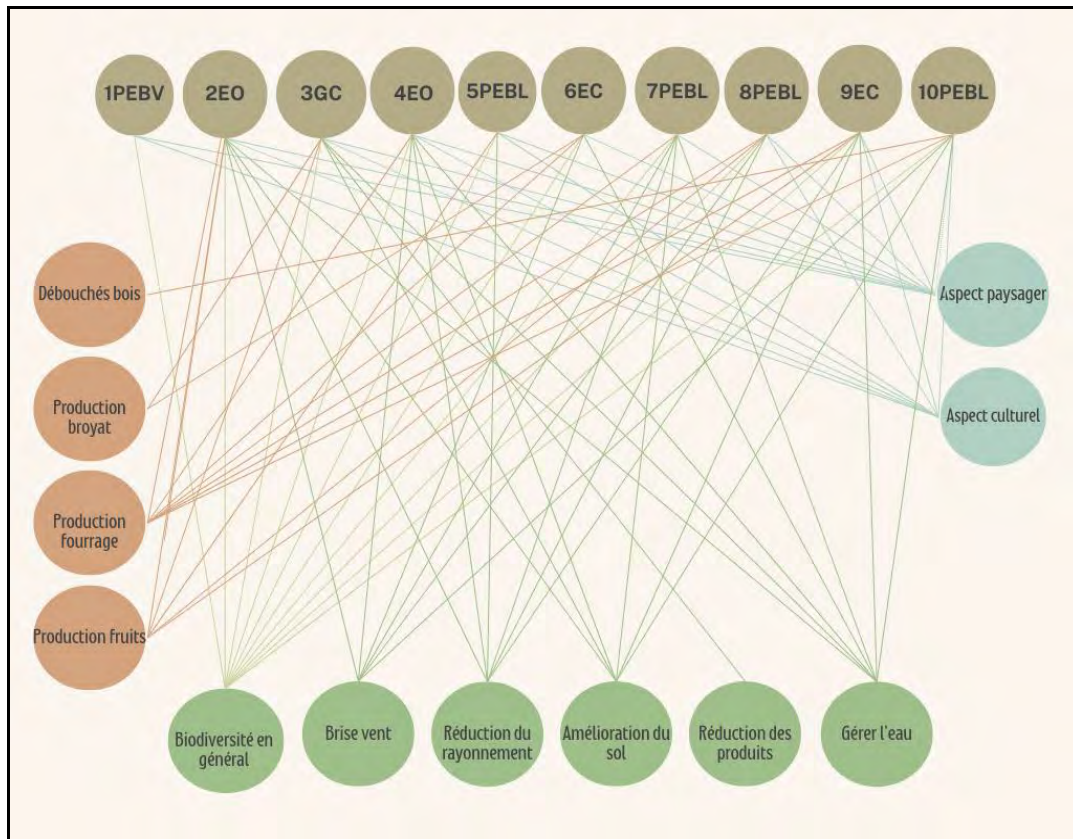 1PEBV
2EO
3GC
4EO
5PEBL
6EC
7PEBL
8PEBL
9EC
10PEBL
Débouchés bois
Production
broyat
Production
fourrage
Production fruits
Aspect paysager
Aspect culturel
Biodiversité en
général
Brise vent
Réduction du
rayonnement
Amélioration du
sol
Réduction des
produits
Gérer l'eau